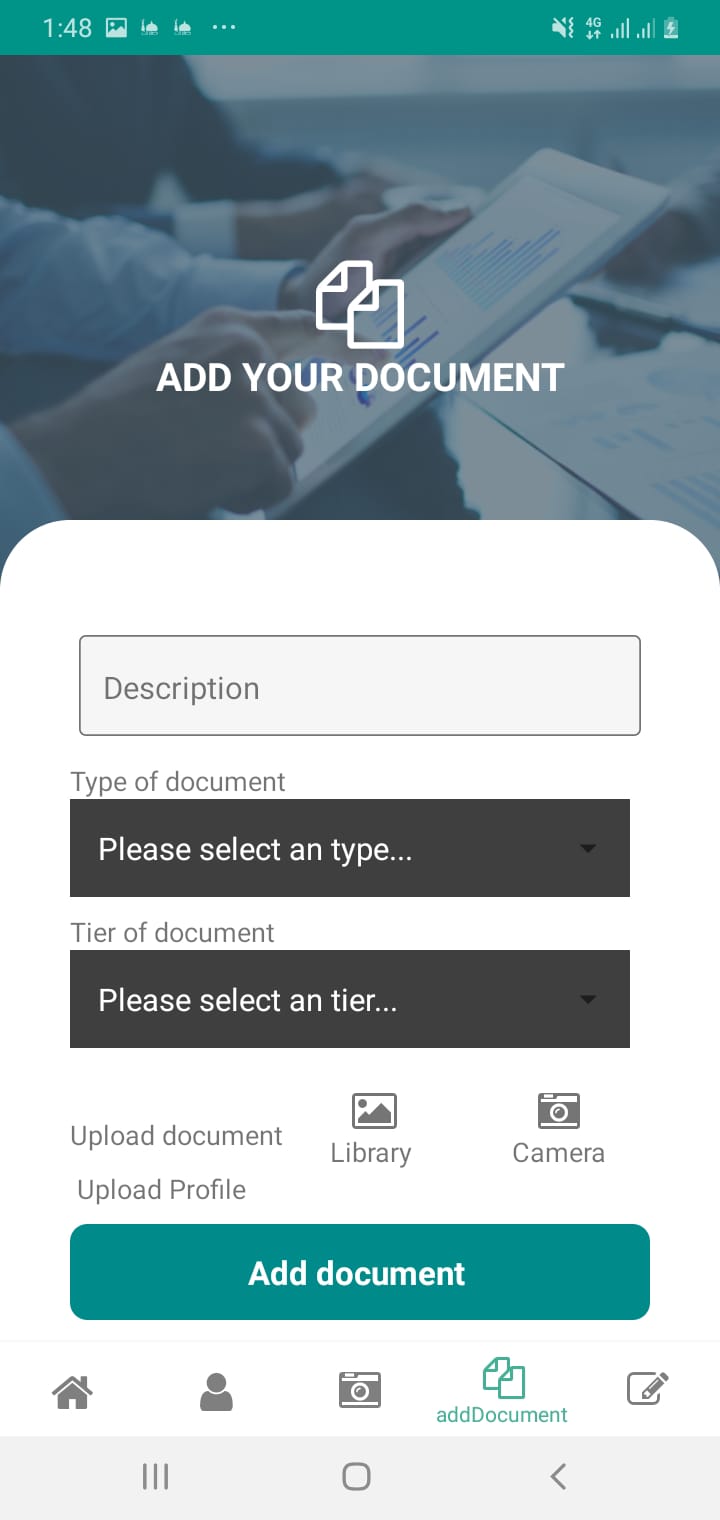 1:48
4G
ADD YOUR DOCUMENT
Description
Type of document
Please select an type...
Tier of document
Please select an tier...
Upload document
Library
Camera
Upload Profile
Add document
addDocument